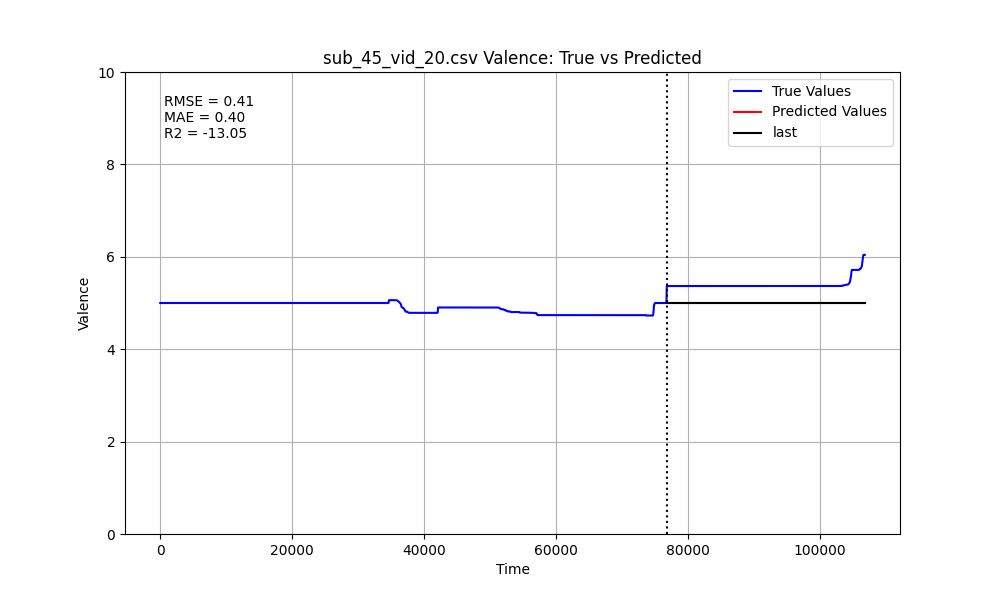 sub_45_vid_20.csv Valence: True vs Predicted
RMSE = 0.41
MAE = 0.40
R2 = -13.05
True Values
Predicted Values
last
10
8
6
4
2
0
Valence
0
20000
40000
60000
80000
100000
Time